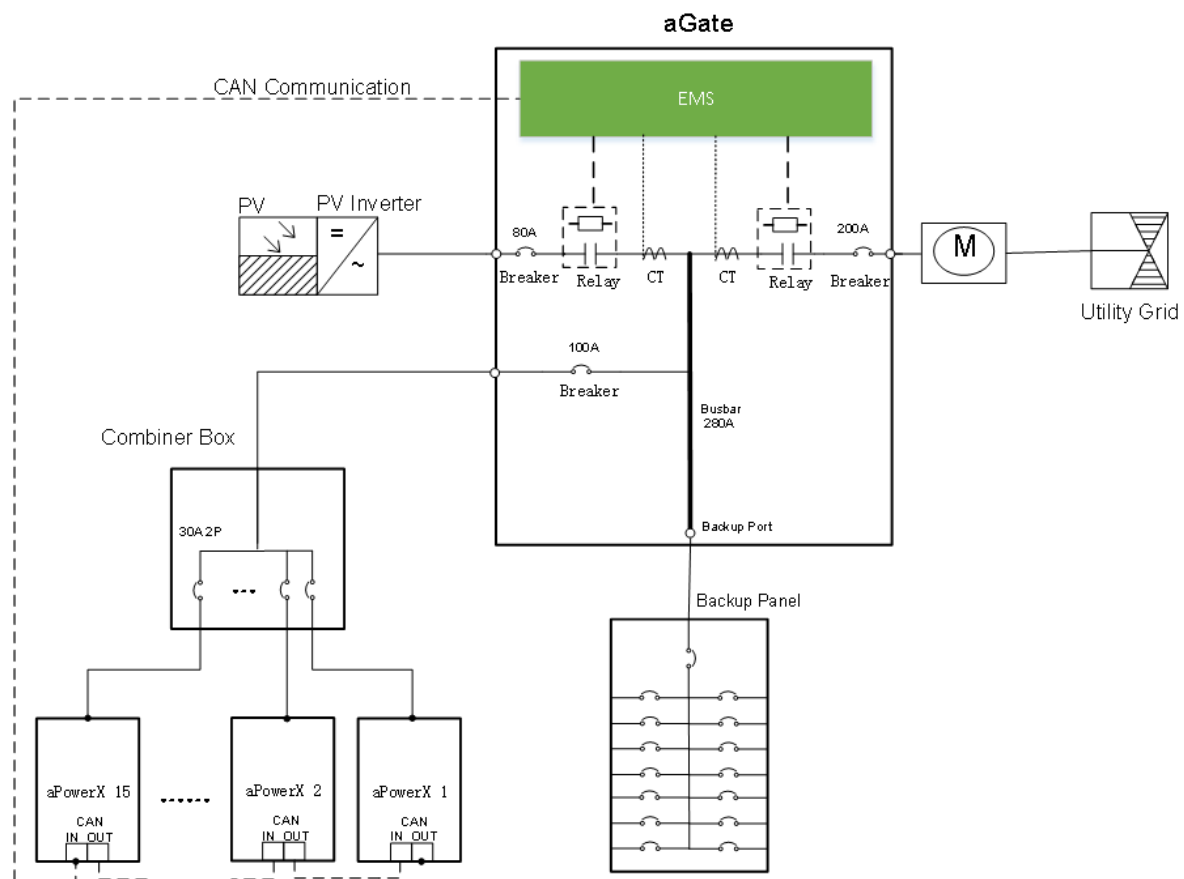 aGate
CAN Communication
EMS
PV
PV Inverter
=
~
80A
Breaker
Relay
CT
CT
Relay
200A
Breaker
M
Utility Grid
100A
Breaker
Busbar
280A
Combiner Box
30A 2P
Backup Port
Backup Panel
aPowerX 15
aPowerX 2
aPowerX 1
CAN
IN OUT
CAN
IN OUT
CAN
IN OUT